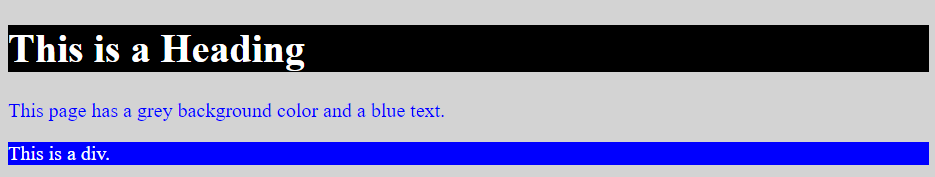 This is a Heading
This page has a grey background color and a blue text.
This is a div.